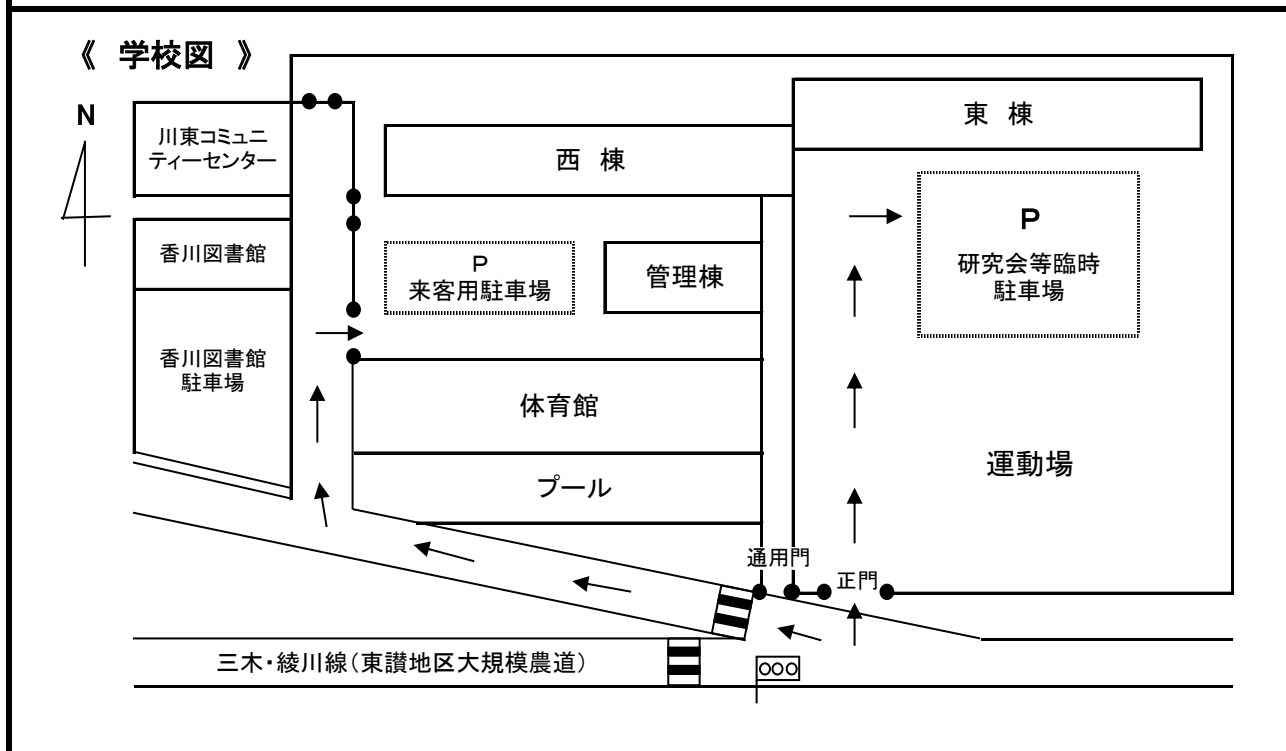 《 学校図 》
N
川東コミュニ
ティーセンター
西 棟
東 棟
香川図書館
P
来客用駐車場
管理棟
P
研究会等臨時
駐車場
香川図書館
駐車場
体育館
運動場
プール
通用門
正門
三木・綾川線(東讃地区大規模農道)